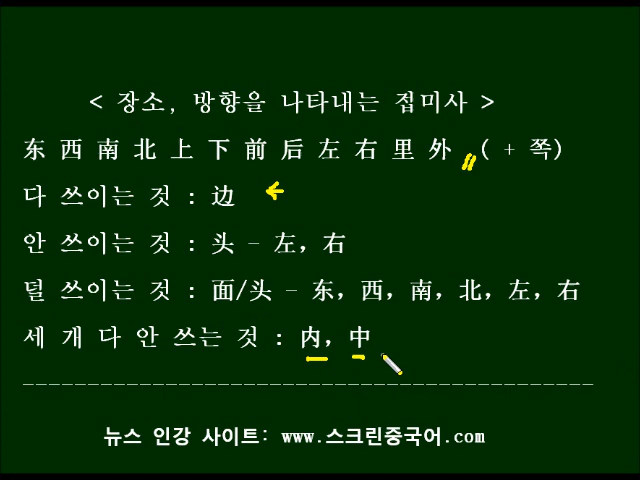 < 장소, 방향을 나타내는 접미사 >
东 西 南 北 上 下 前 后 左 右 里 外 ( + 쪽)
다 쓰이는 것 : 边
안 쓰이는 것 : 头 - 左, 右
덜 쓰이는 것 : 面/头 - 东, 西, 南, 北, 左, 右
세 개 다 안 쓰는 것 : 内, 中
뉴스 인강 사이트: www.스크린중국어.com